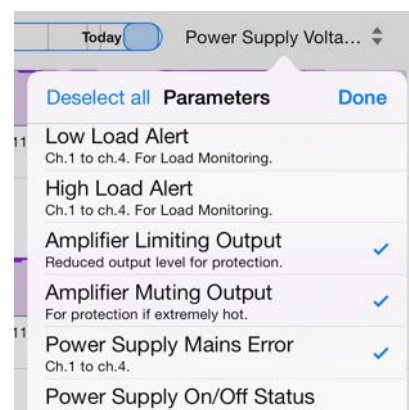 Today Power Supply Volta...
Deselect all Parameters Done
11
Low Load Alert
Ch.1 to ch.4. For Load Monitoring.
High Load Alert
Ch.1 to ch.4. For Load Monitoring.
Amplifier Limiting Output
Reduced output level for protection.
Amplifier Muting Output
For protection if extremely hot.
11
Power Supply Mains Error
Ch.1 to ch.4.
Power Supply On/Off Status